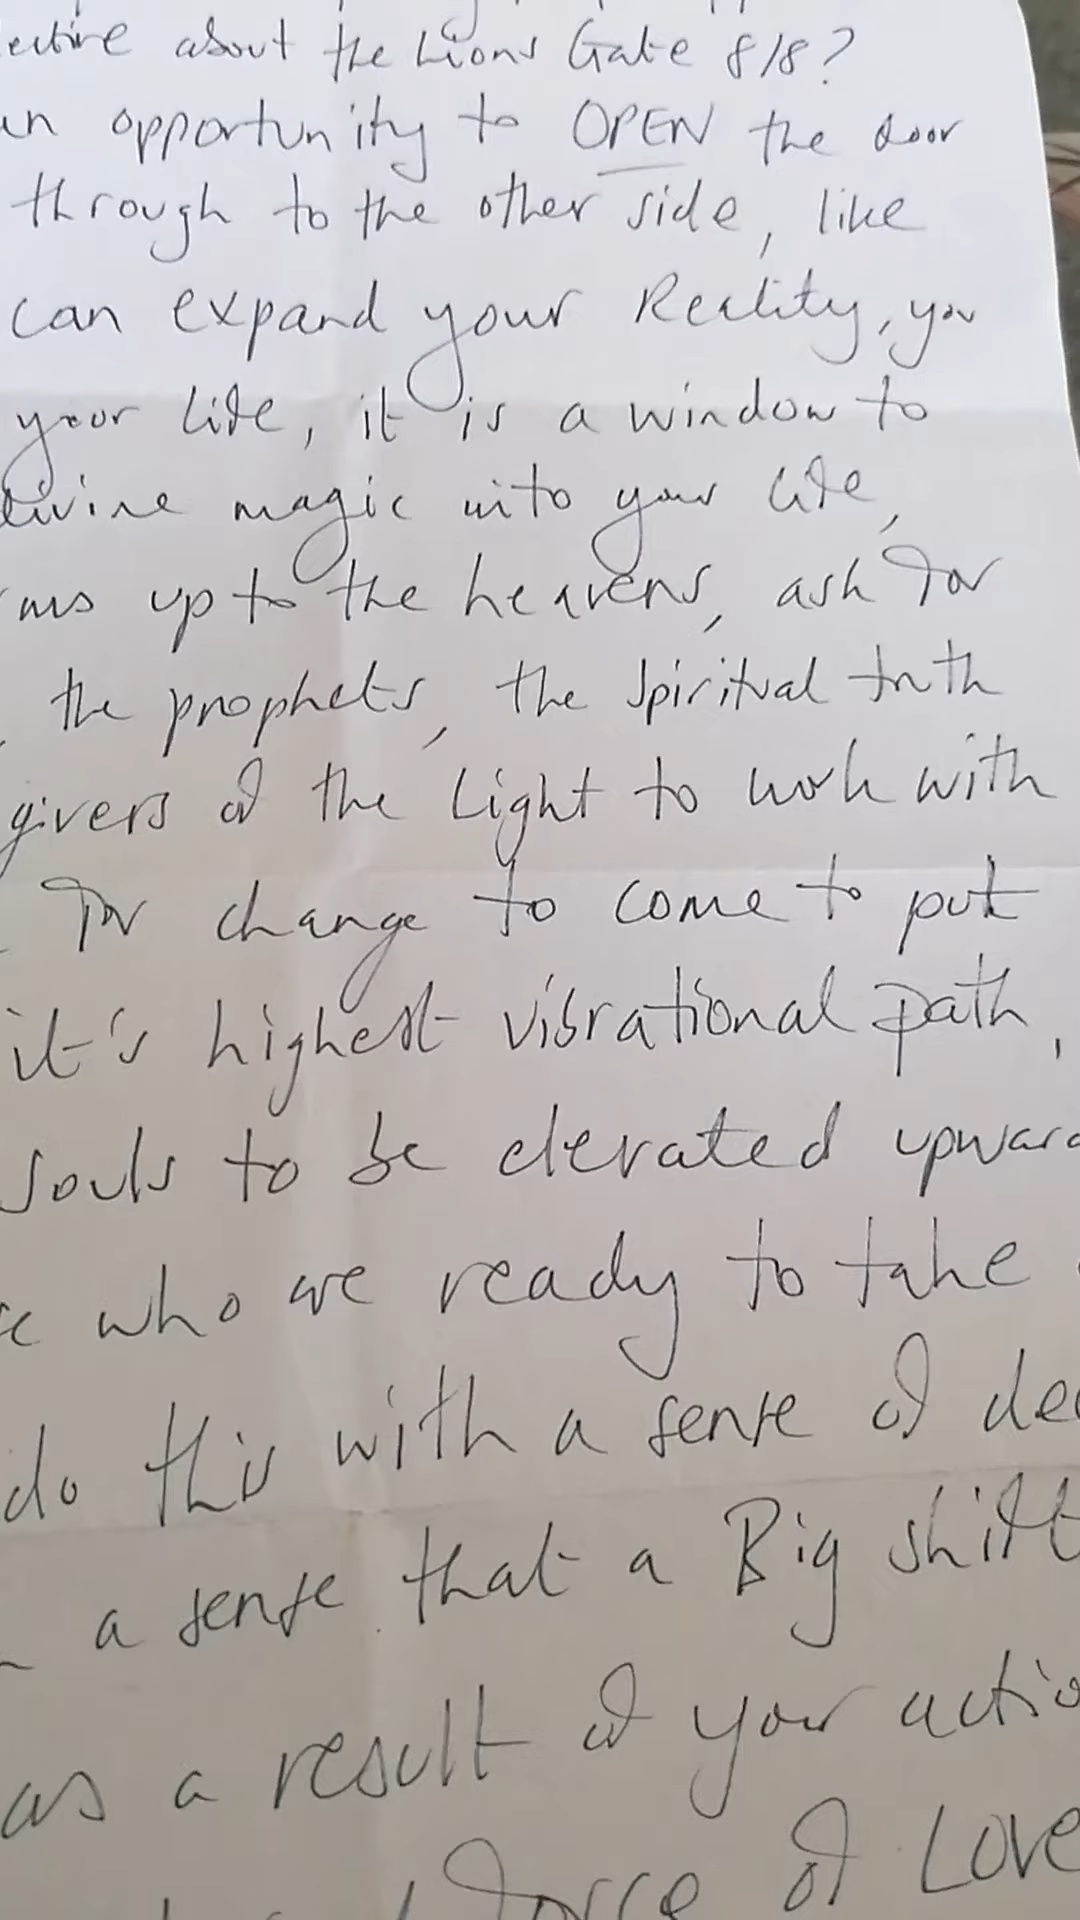 about the Lions Gate 8/8?
opportunity to OPEN the door
through to the other side, like
can expand your Reality, you
your life, it is a window to
divine magic into your life,
up to the heavens, ask for
the prophets, the spiritual truth
givers of the Light to work with
for change to come to put
it's highest vibrational path,
souls to be elevated upward
who are ready to take
do this with a sense of
a sense that a Big shift
as a result of your actio
force of Love